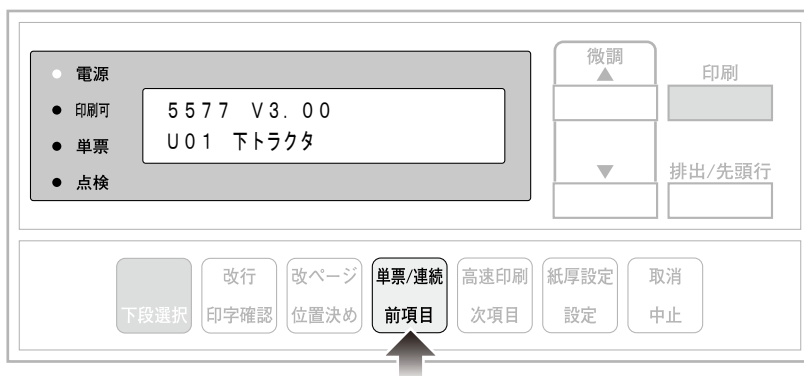 電源
印刷可
単票
点検
5577 V3.00
U01 下トラクタ
微調
▲
▼
印刷
排出/先頭行
下段選択
改行
印字確認
改ページ
位置決め
単票/連続
前項目
高速印刷
次項目
紙厚設定
設定
取消
中止